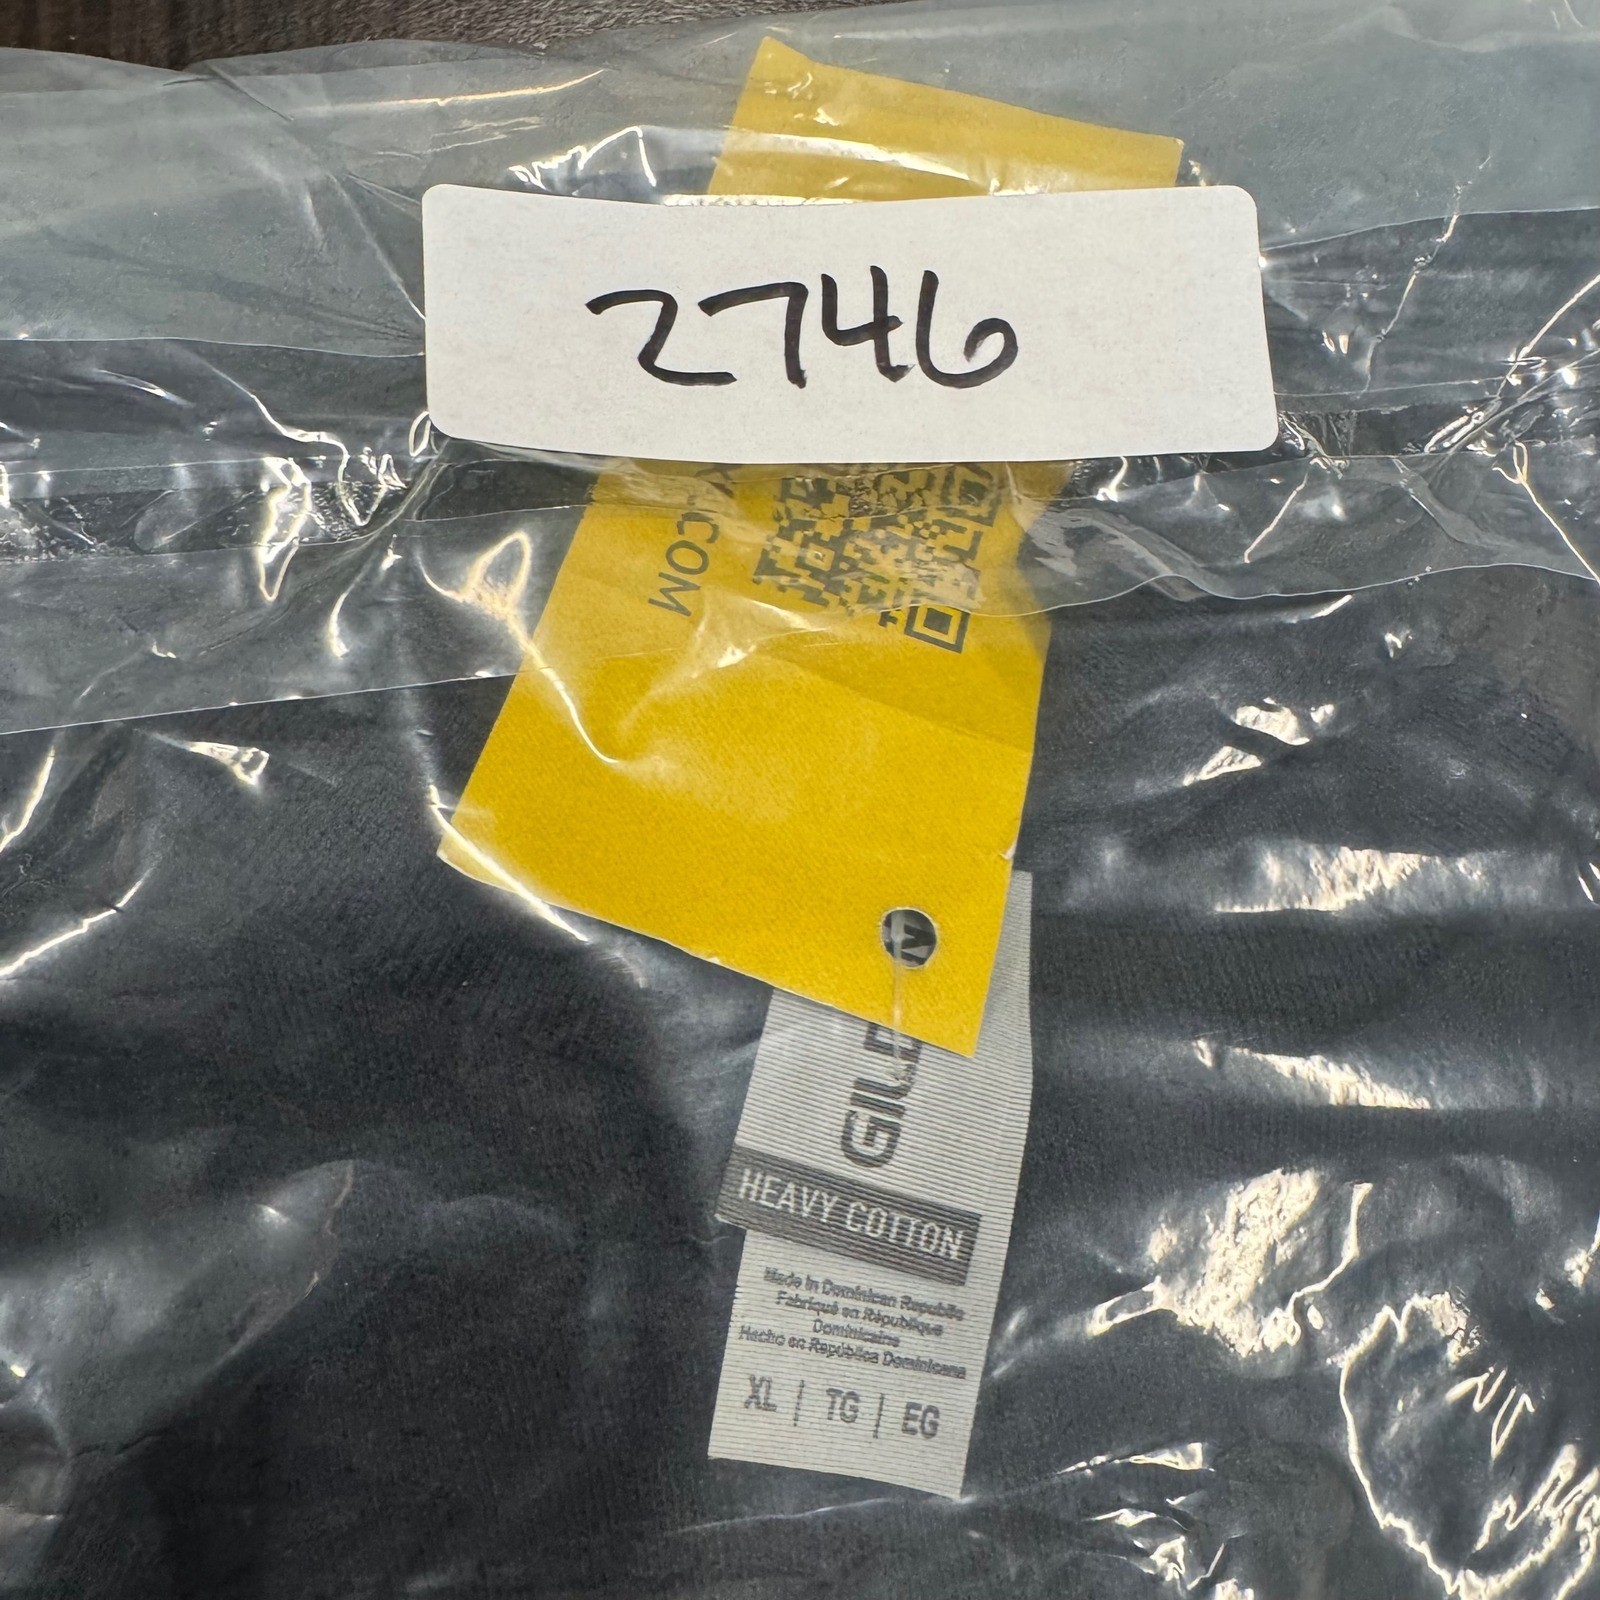 2746
.COM
GILD
HEAVY COTTON
Made in Dominican Republic
Fabriqué en République
Dominicaine
Hecho en República Dominicana
XL | TG | EG